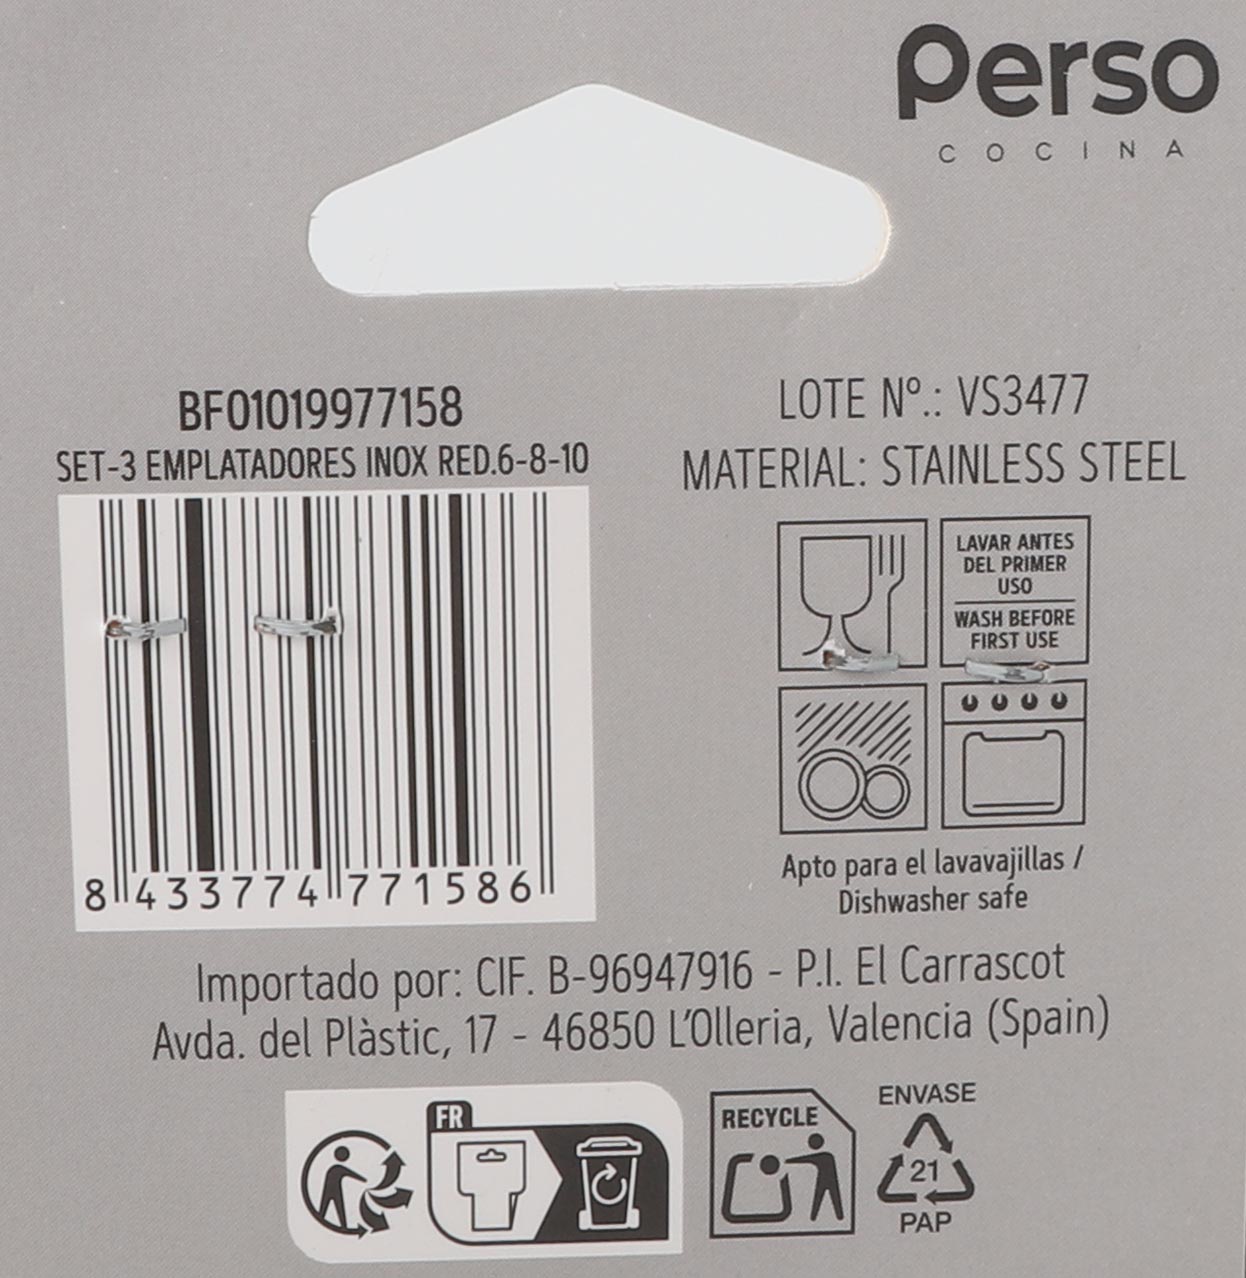 Perso
COCINA
BF01019977158
SET-3 EMPLATADORES INOX RED.6-8-10
8 433774 771586
LOTE Nº.: VS3477
MATERIAL: STAINLESS STEEL
LAVAR ANTES
DEL PRIMER
USO
WASH BEFORE
FIRST USE
Apto para el lavavajillas /
Dishwasher safe
Importado por: CIF. B-96947916 - P.I. El Carrascot
Avda. del Plàstic, 17 - 46850 L'Olleria, Valencia (Spain)
FR
RECYCLE
ENVASE
21
PAP